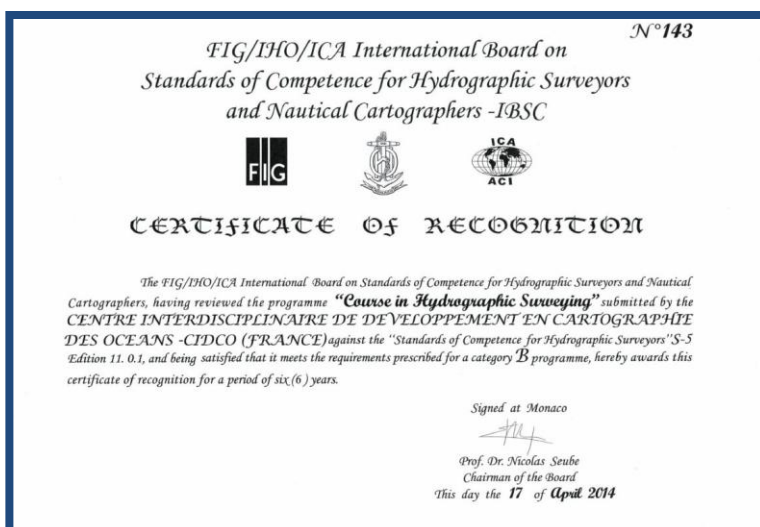 N°143
FIG/IHO/ICA International Board on
Standards of Competence for Hydrographic Surveyors
and Nautical Cartographers -IBSC
FIG
ICA
ACI
CERTIFICATE OF RECOGNITION
The FIG/IHO/ICA International Board on Standards of Competence for Hydrographic Surveyors and Nautical
Cartographers, having reviewed the programme "Course in Hydrographic Surveying" submitted by the
CENTRE INTERDISCIPLINAIRE DE DEVELOPPEMENT EN CARTOGRAPHIE
DES OCEANS -CIDCO (FRANCE) against the "Standards of Competence for Hydrographic Surveyors" S-5
Edition 11. 0.1, and being satisfied that it meets the requirements prescribed for a category B programme, hereby awards this
certificate of recognition for a period of six (6) years.
Signed at Monaco
Prof. Dr. Nicolas Seube
Chairman of the Board
This day the 17 of April 2014